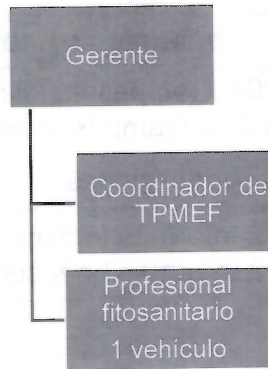 Gerente
Coordinador de
TPMEF
Profesional
fitosanitario
1 vehículo